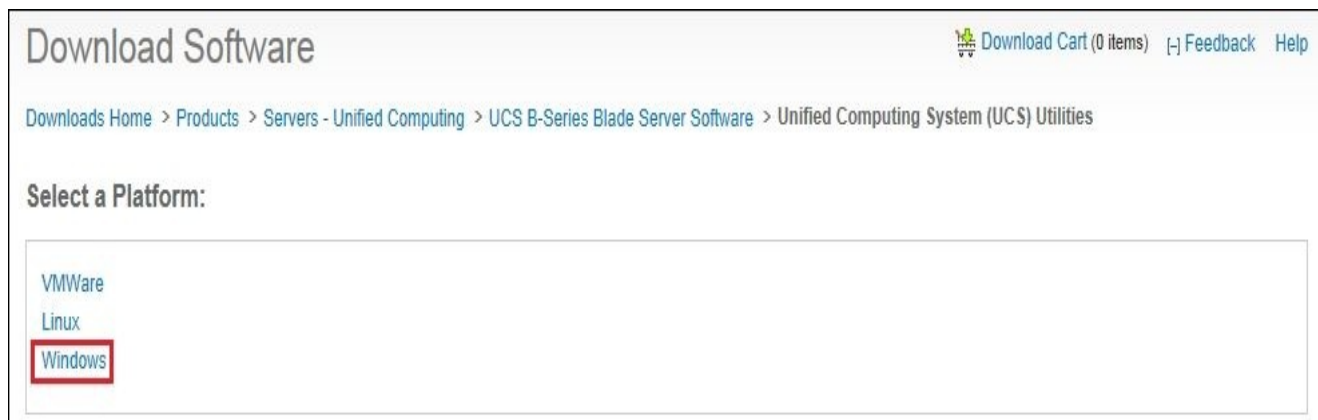 Download Software
Download Cart (0 items) [-] Feedback Help
Downloads Home > Products > Servers - Unified Computing > UCS B-Series Blade Server Software > Unified Computing System (UCS) Utilities
Select a Platform:
VMWare
Linux
Windows